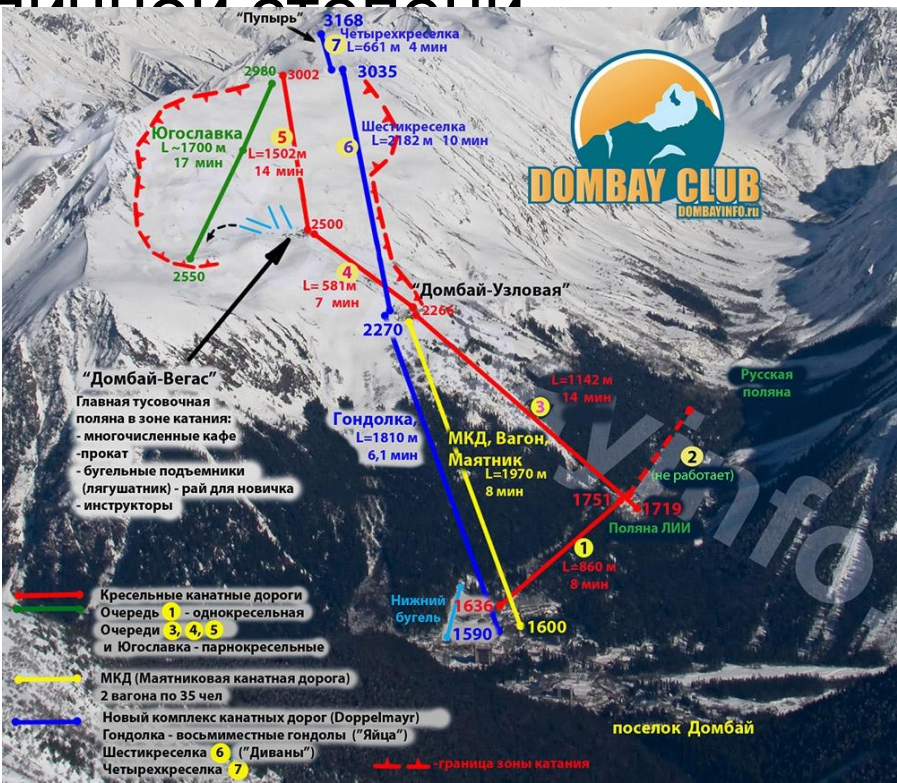 "Пупырь"
3168
Четырехкреселка
7
L=661 м 4 мин
2980
3002
3035
Югославка
L ~1700 м
17 мин
5
L=1502м
14 мин
Шестикреселка
6
L=2182 м 10 мин
DOMBAY CLUB
DOMBAYINFO.ru
2500
2550
4
L= 581м
7 мин
"Домбай-Узловая"
2266
2270
"Домбай-Вегас"
Главная тусовочная
поляна в зоне катания:
- многочисленные кафе
-прокат
- бугельные подъемники
(лягушатник) - рай для новичка
- инструкторы
L=1142 м
14 мин
3
Русская
поляна
Гондолка,
L=1810 м
6,1 мин
МКД, Вагон,
Маятник
L=1970 м
8 мин
2
(не работает)
1751
1719
Поляна ЛИИ
1
L=860 м
8 мин
Нижний
бугель
1636
1590
1600
Кресельные канатные дороги
Очередь 1 - однокресельная
Очереди 3, 4, 5
и Югославка - парнокресельные
МКД (Маятниковая канатная дорога)
2 вагона по 35 чел
Новый комплекс канатных дорог (Doppelmayr)
Гондолка - восьмиместные гондолы ("Яйца")
Шестикреселка 6 ("Диваны")
Четырехкреселка 7
поселок Домбай
-граница зоны катания